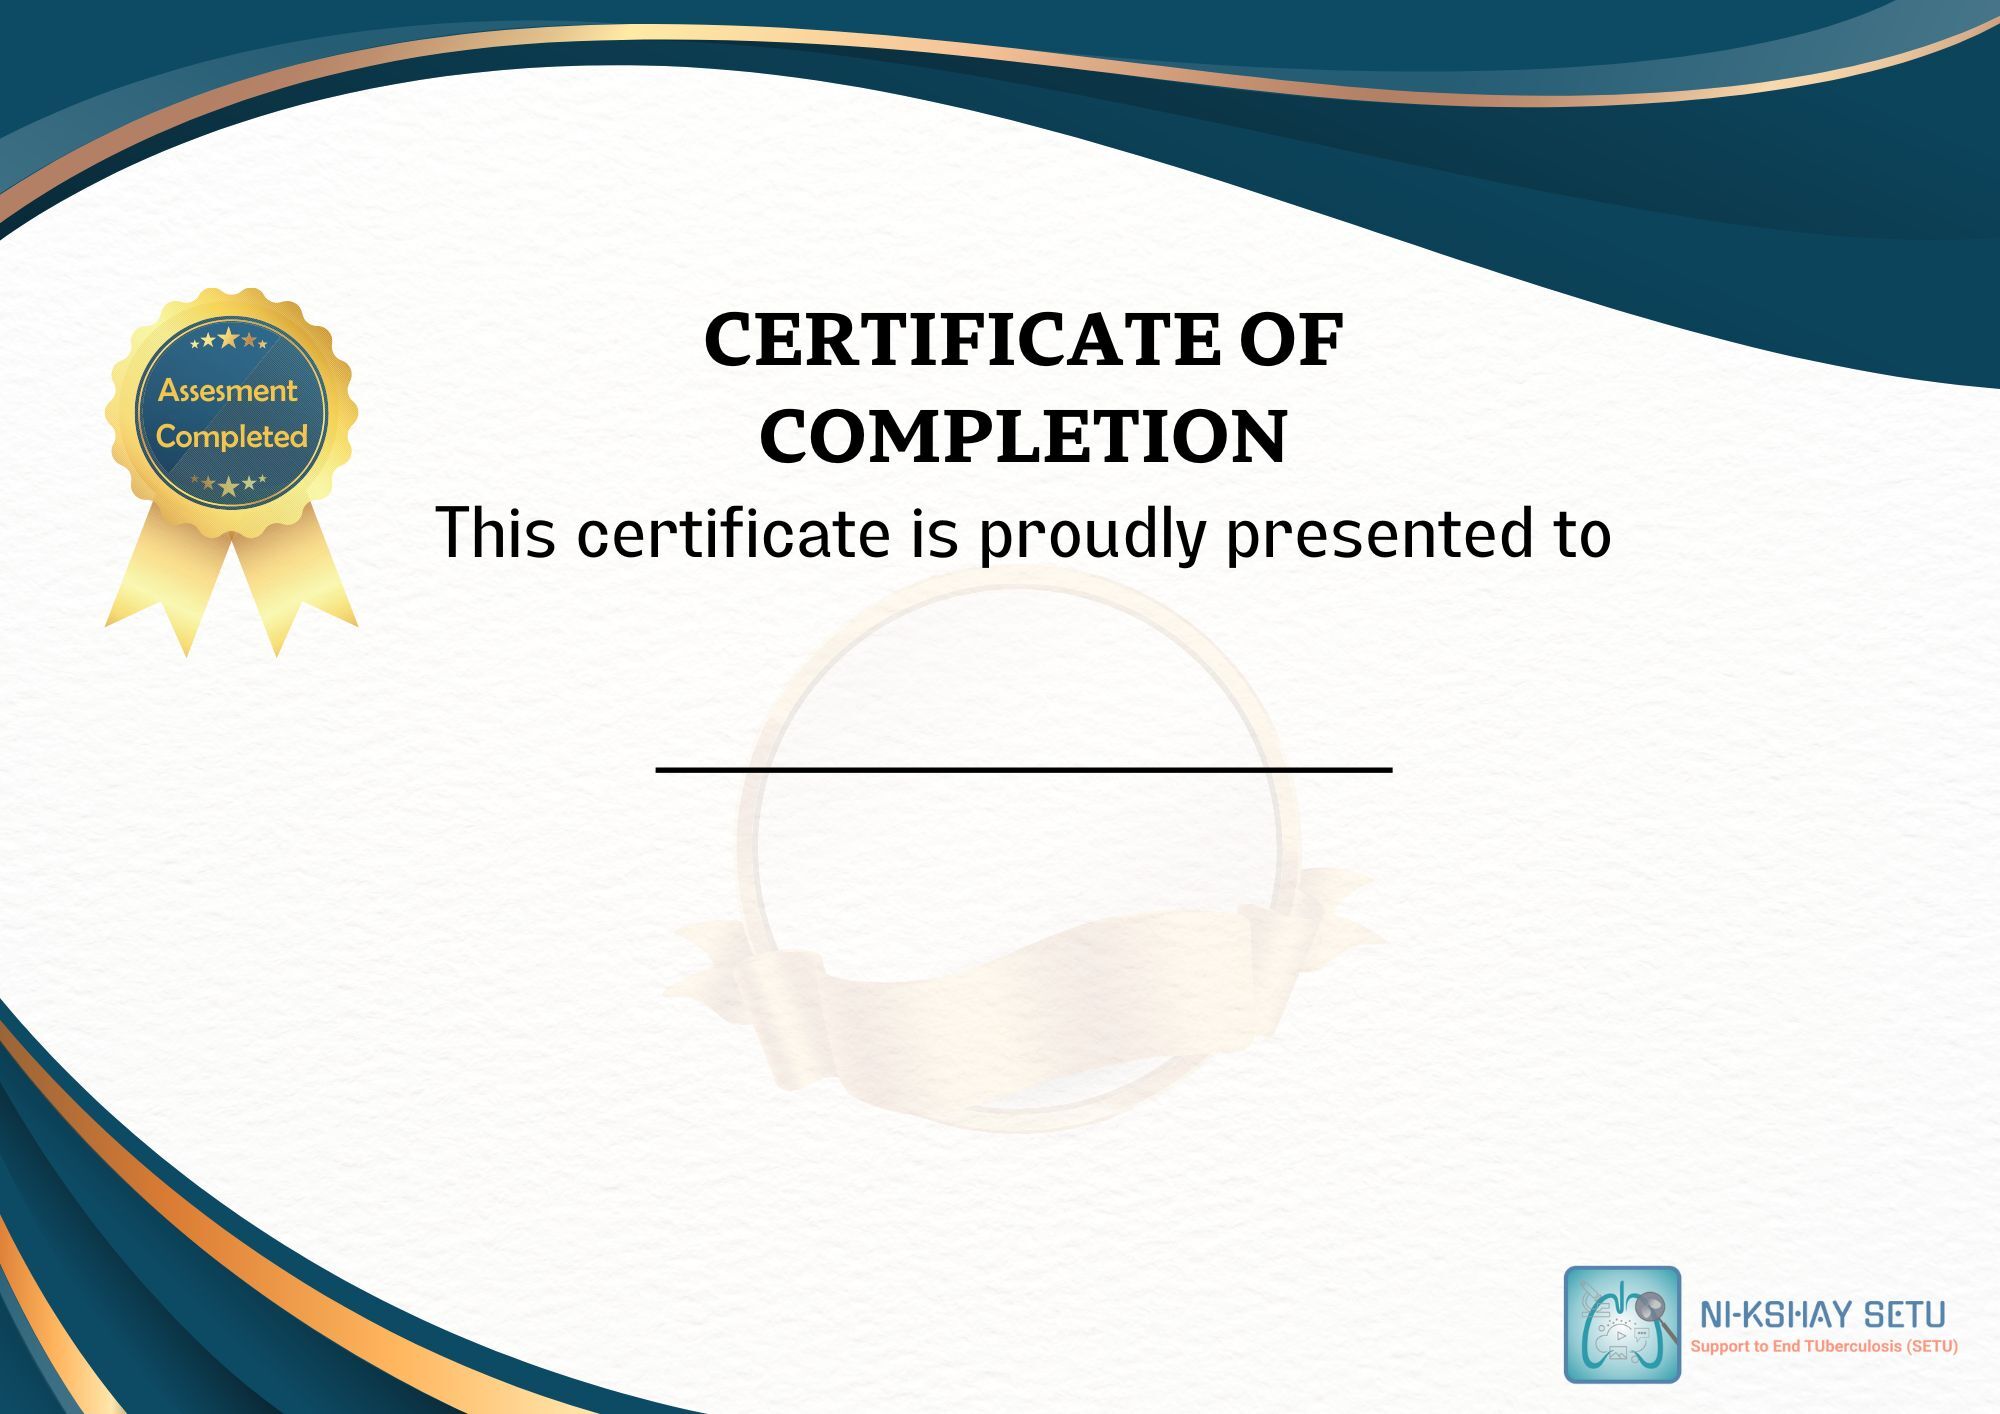 CERTIFICATE OF
COMPLETION
This certificate is proudly presented to
Assesment
Completed
NI-KSHAY SETU
Support to End TUberculosis (SETU)